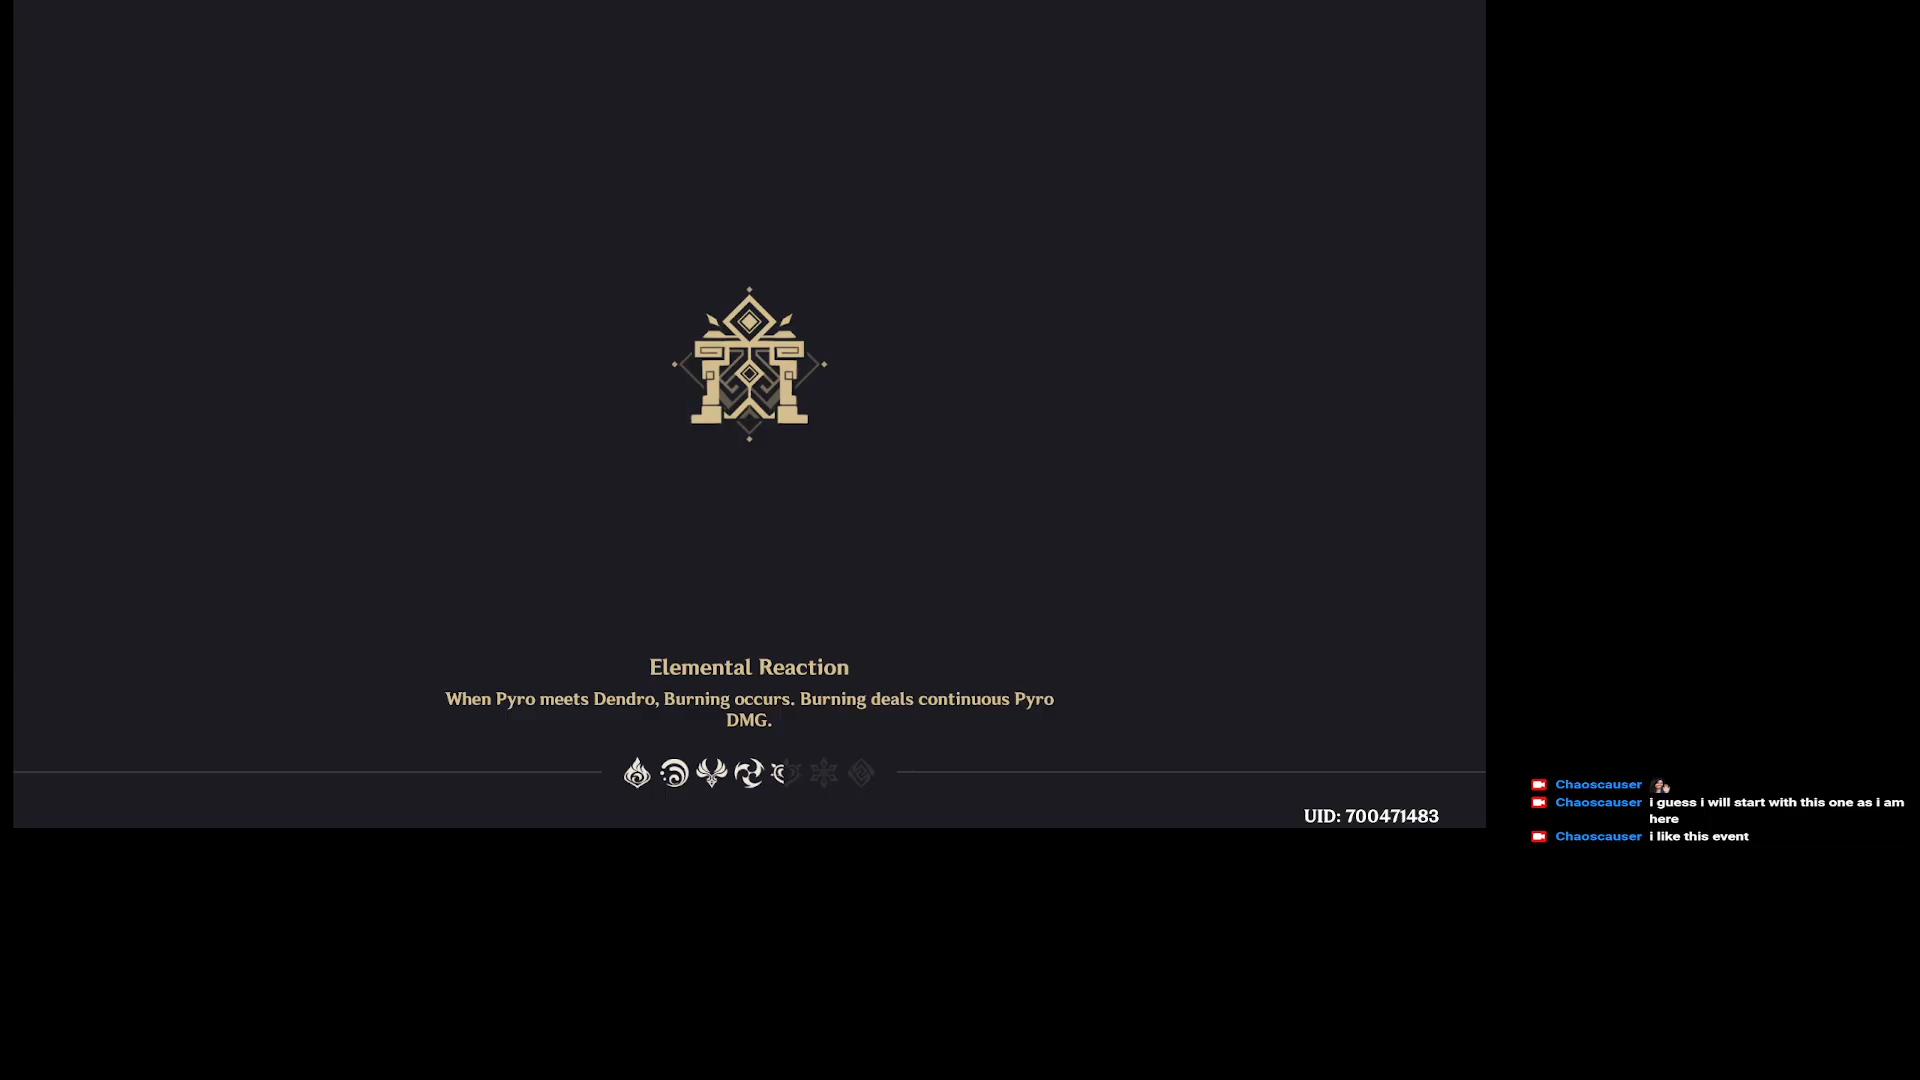 Elemental Reaction
When Pyro meets Dendro, Burning occurs. Burning deals continuous Pyro
DMG.
UID: 700471483
Chaoscauser
Chaoscauser i guess i will start with this one as i am
here
Chaoscauser i like this event